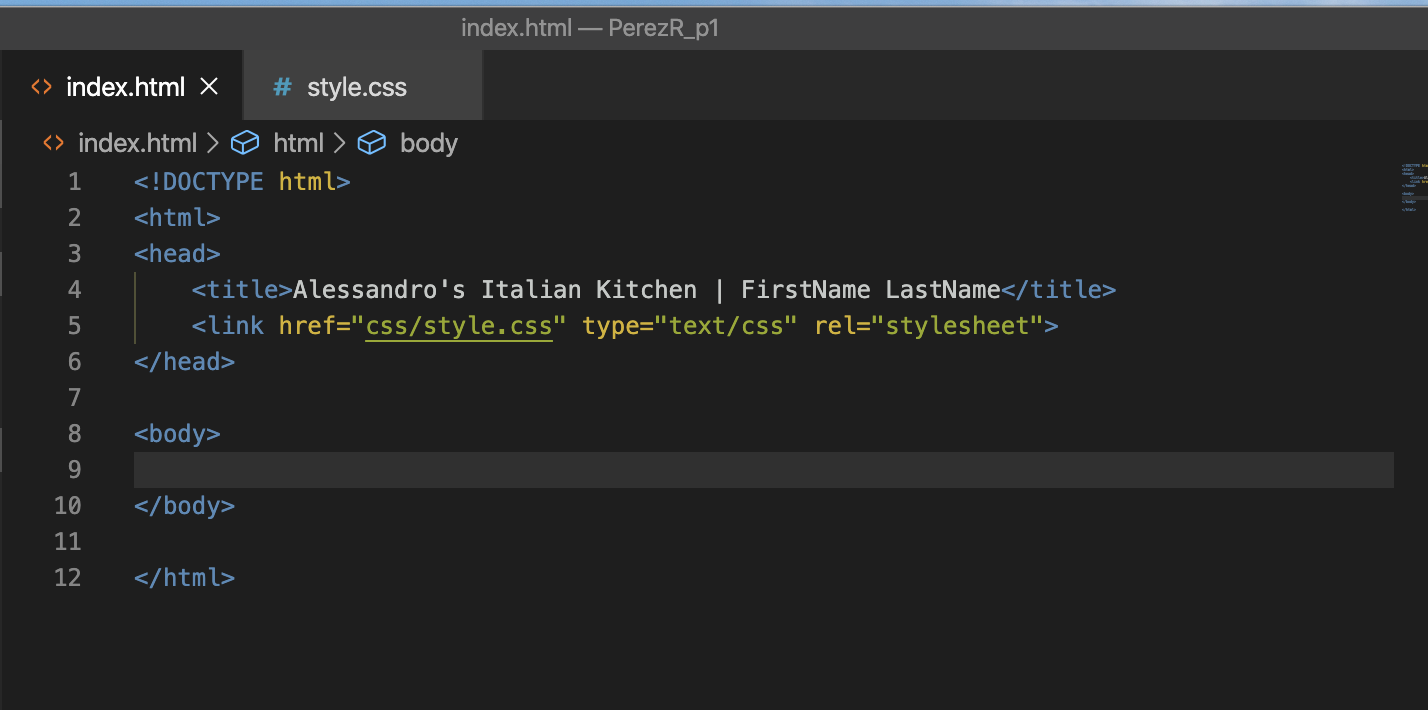 index.html — PerezR_p1
<> index.html × # style.css
<> index.html > html > body
1 <!DOCTYPE html>
2 <html>
3 <head>
4 <title>Alessandro's Italian Kitchen | FirstName LastName</title>
5 <link href="css/style.css" type="text/css" rel="stylesheet">
6 </head>
7
8 <body>
9
10 </body>
11
12 </html>